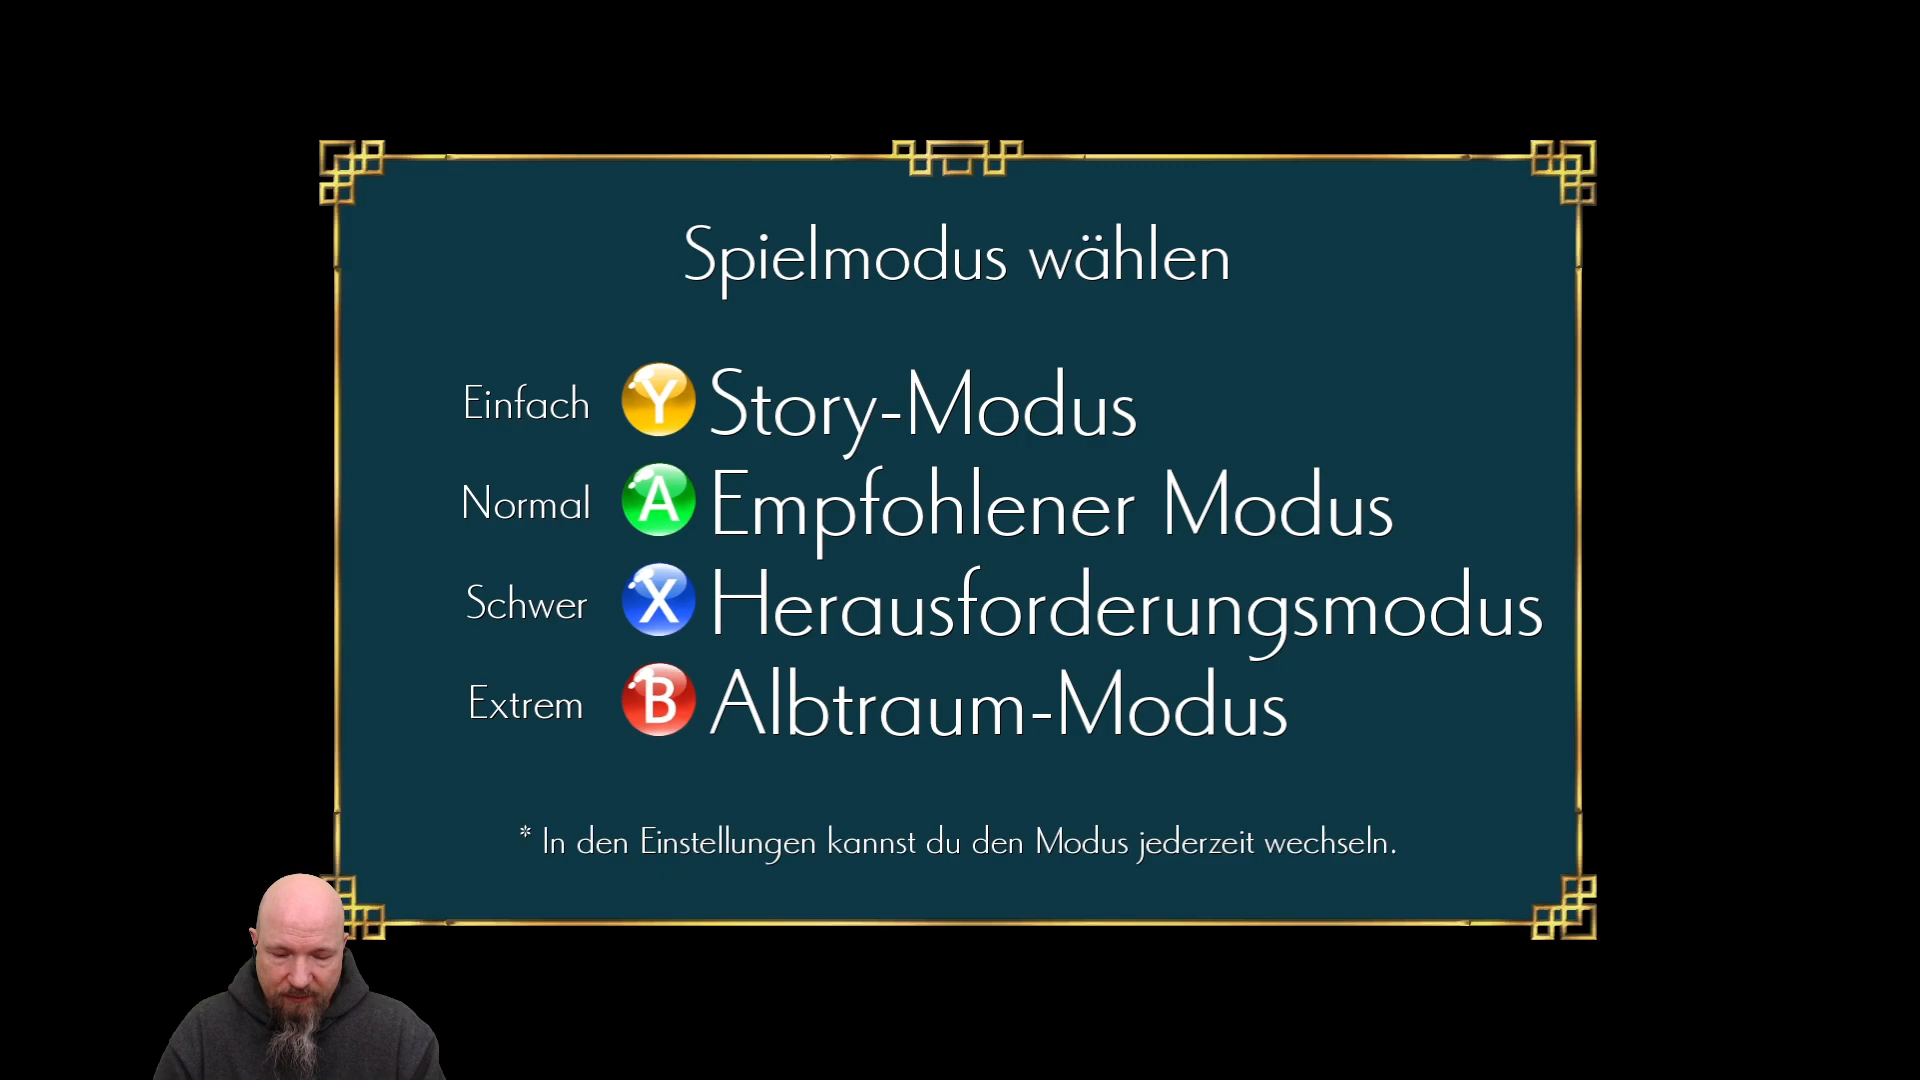 Spielmodus wählen
Einfach Y Story-Modus
Normal A Empfohlener Modus
Schwer X Herausforderungsmodus
Extrem B Albtraum-Modus
* In den Einstellungen kannst du den Modus jederzeit wechseln.